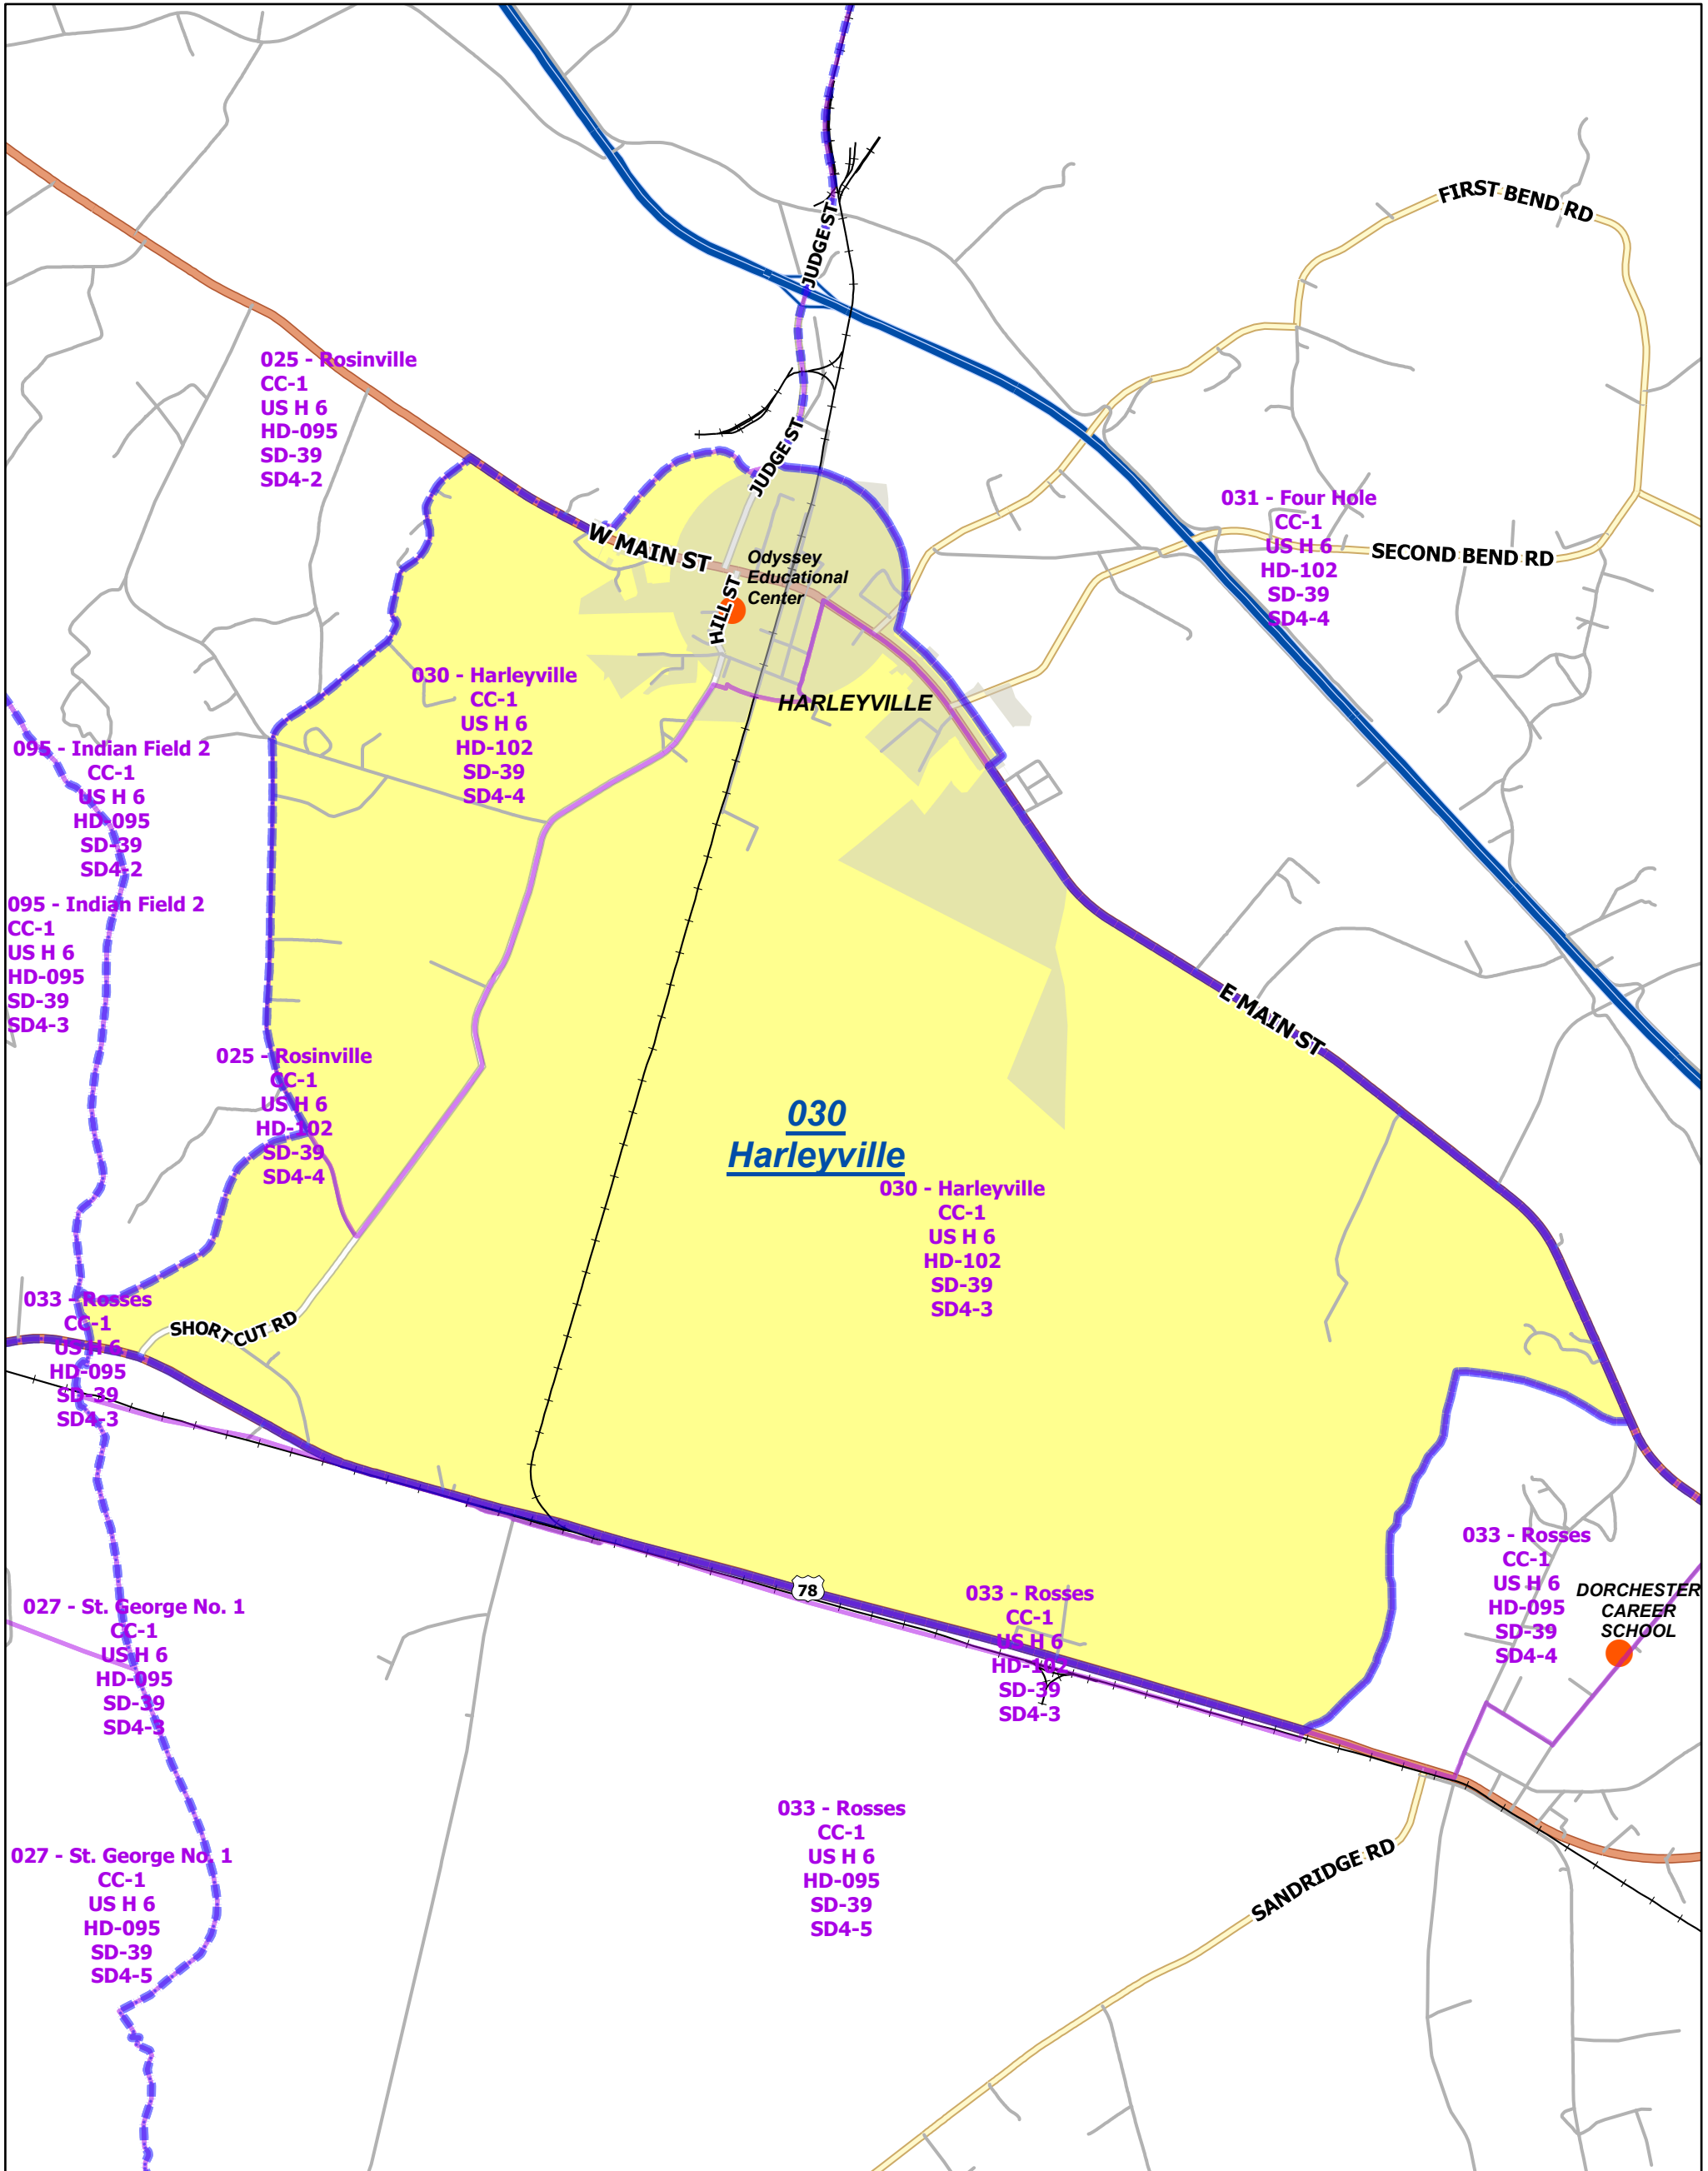 FIRST BEND RD
JUDGE ST
025 - Rosinville
CC-1
US H 6
HD-095
SD-39
SD4-2
JUDGE ST
031 - Four Hole
CC-1
US H 6
HD-102
SD-39
SD4-4
SECOND BEND RD
W MAIN ST
Odyssey
Educational
Center
HILL ST
030 - Harleyville
CC-1
US H 6
HD-102
SD-39
SD4-4
HARLEYVILLE
095 - Indian Field 2
CC-1
US H 6
HD-095
SD-39
SD4-2
095 - Indian Field 2
CC-1
US H 6
HD-095
SD-39
SD4-3
E MAIN ST
025 - Rosinville
CC-1
US H 6
HD-102
SD-39
SD4-4
030
Harleyville
030 - Harleyville
CC-1
US H 6
HD-102
SD-39
SD4-3
033 - Rosses
CC-1
US H 6
HD-095
SD-39
SD4-3
SHORT CUT RD
033 - Rosses
CC-1
US H 6
HD-095
SD-39
SD4-4
DORCHESTER
CAREER
SCHOOL
78
033 - Rosses
CC-1
US H 6
HD-102
SD-39
SD4-3
027 - St. George No. 1
CC-1
US H 6
HD-095
SD-39
SD4-3
033 - Rosses
CC-1
US H 6
HD-095
SD-39
SD4-5
SANDRIDGE RD
027 - St. George No. 1
CC-1
US H 6
HD-095
SD-39
SD4-5